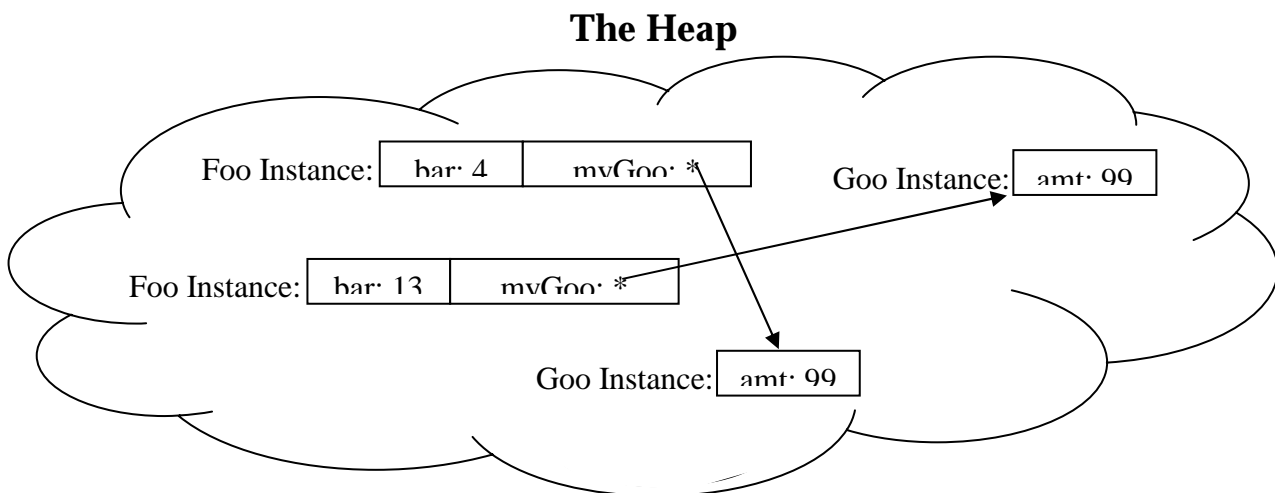 The Heap
Foo Instance: bar: 4 myGoo: *
Goo Instance: amt: 99
Foo Instance: bar: 13 myGoo: *
Goo Instance: amt: 99